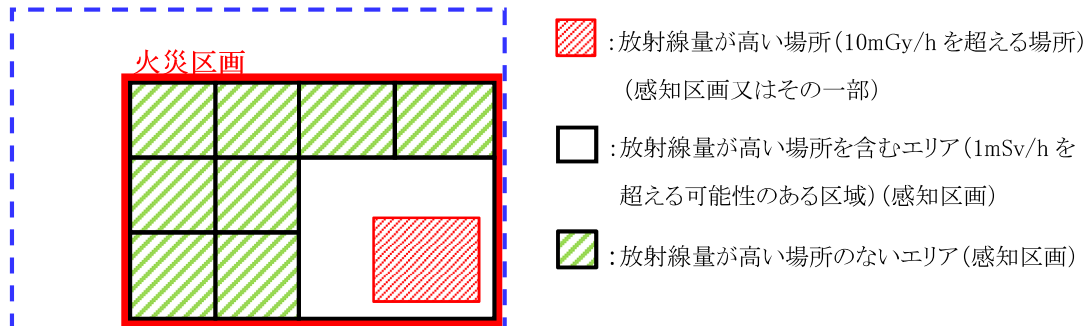 火災区画
:放射線量が高い場所(10mGy/h を超える場所)
(感知区画又はその一部)
:放射線量が高い場所を含むエリア(1mSv/h を
超える可能性のある区域)(感知区画)
:放射線量が高い場所のないエリア(感知区画)